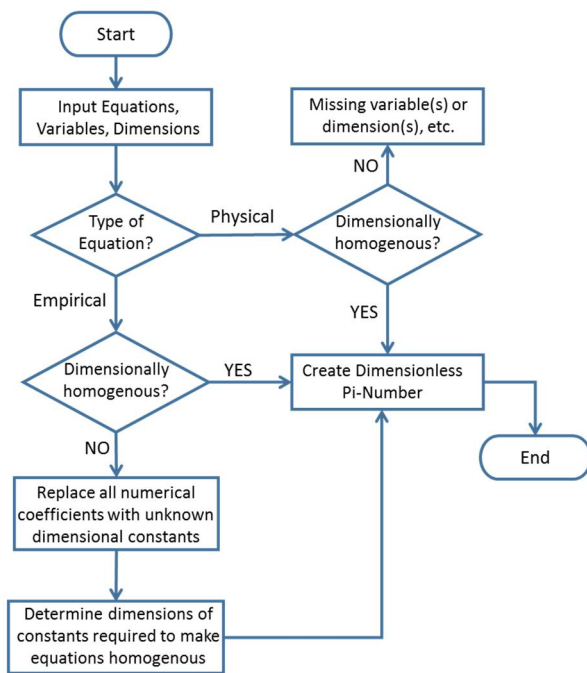 Start
Input Equations,
Variables, Dimensions
Missing variable(s) or
dimension(s), etc.
NO
Type of
Equation?
Physical
Dimensionally
homogenous?
Empirical
YES
Dimensionally
homogenous?
YES
Create Dimensionless
Pi-Number
NO
End
Replace all numerical
coefficients with unknown
dimensional constants
Determine dimensions of
constants required to make
equations homogenous